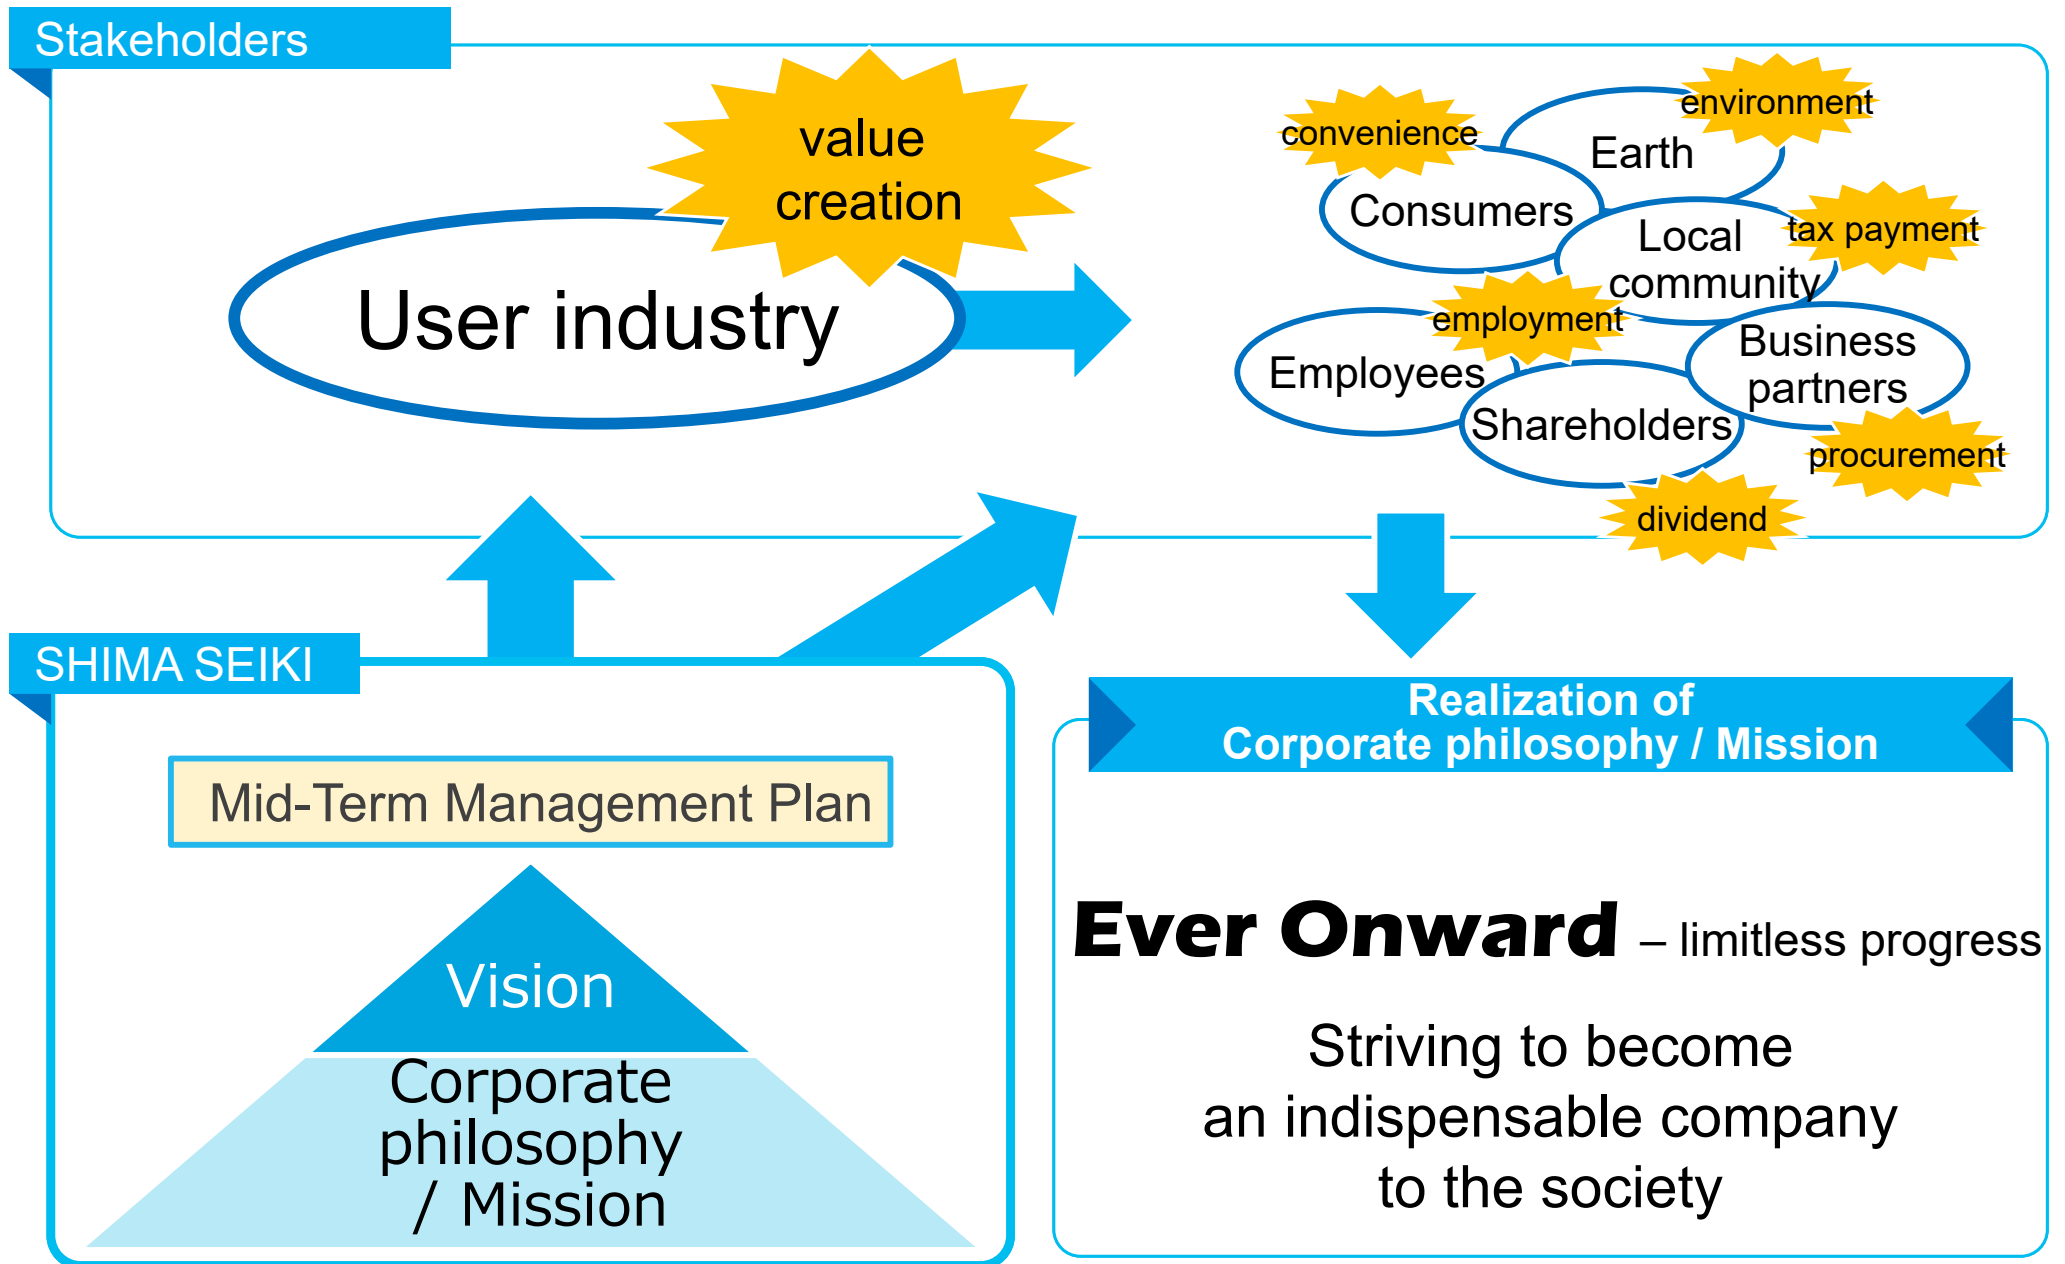 Stakeholders
value
creation
User industry
convenience
environment
Earth
Consumers
Local
community
tax payment
employment
Employees
Business
partners
Shareholders
procurement
dividend
SHIMA SEIKI
Mid-Term Management Plan
Vision
Corporate
philosophy
/ Mission
Realization of
Corporate philosophy / Mission
Ever Onward – limitless progress
Striving to become
an indispensable company
to the society